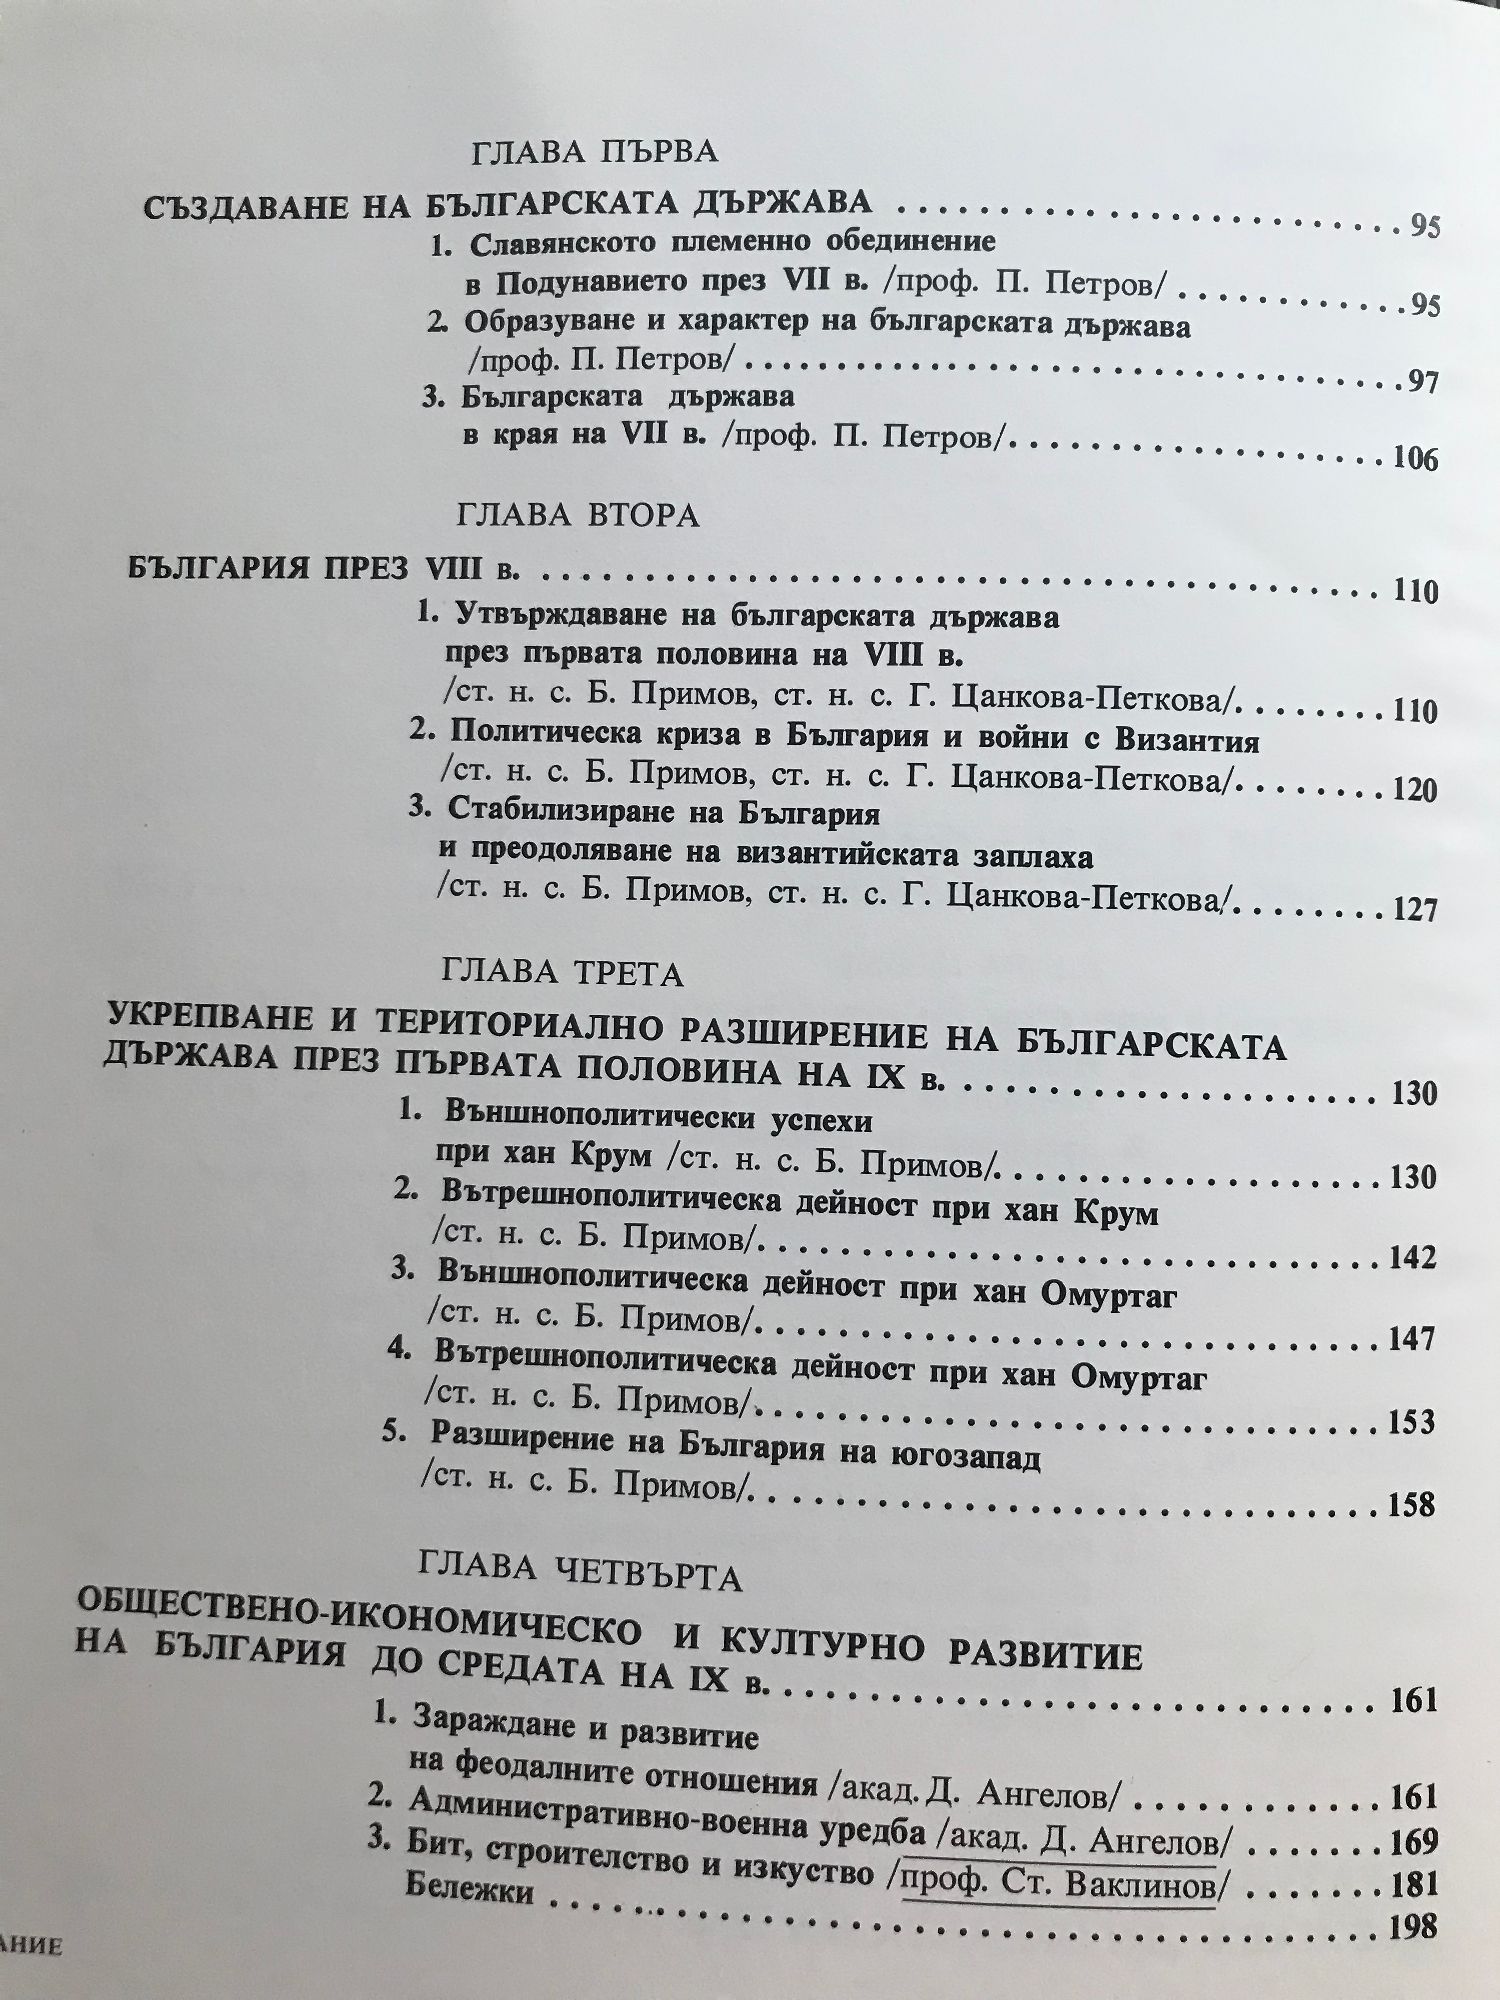 ГЛАВА ПЪРВА
СЪЗДАВАНЕ НА БЪЛГАРСКАТА ДЪРЖАВА . . . . . . . . . . . . . . . . . . . . . . . . . 95
1. Славянското племенно обединение
в Подунавието през VII в. /проф. П. Петров/ . . . . . . . . . . . . 95
2. Образуване и характер на българската държава
/проф. П. Петров/ . . . . . . . . . . . . . . . . . . . . . . . . . . . . . . . . 97
3. Българската държава
в края на VII в. /проф. П. Петров/. . . . . . . . . . . . . . . . . . . 106
ГЛАВА ВТОРА
БЪЛГАРИЯ ПРЕЗ VIII в. . . . . . . . . . . . . . . . . . . . . . . . . . . . . . . . . . . . . . . . 110
1. Утвърждаване на българската държава
през първата половина на VIII в.
/ст. н. с. Б. Примов, ст. н. с. Г. Цанкова-Петкова/. . . . . . . . 110
2. Политическа криза в България и войни с Византия
/ст. н. с. Б. Примов, ст. н. с. Г. Цанкова-Петкова/. . . . . . . . 120
3. Стабилизиране на България
и преодоляване на византийската заплаха
/ст. н. с. Б. Примов, ст. н. с. Г. Цанкова-Петкова/. . . . . . . . 127
ГЛАВА ТРЕТА
УКРЕПВАНЕ И ТЕРИТОРИАЛНО РАЗШИРЕНИЕ НА БЪЛГАРСКАТА
ДЪРЖАВА ПРЕЗ ПЪРВАТА ПОЛОВИНА НА IX в. . . . . . . . . . . . . . . . . . . . . 130
1. Външнополитически успехи
при хан Крум /ст. н. с. Б. Примов/. . . . . . . . . . . . . . . . . . . . 130
2. Вътрешнополитическа дейност при хан Крум
/ст. н. с. Б. Примов/. . . . . . . . . . . . . . . . . . . . . . . . . . . . . . . 142
3. Външнополитическа дейност при хан Омуртаг
/ст. н. с. Б. Примов/. . . . . . . . . . . . . . . . . . . . . . . . . . . . . . . 147
4. Вътрешнополитическа дейност при хан Омуртаг
/ст. н. с. Б. Примов/. . . . . . . . . . . . . . . . . . . . . . . . . . . . . . . 153
5. Разширение на България на югозапад
/ст. н. с. Б. Примов/. . . . . . . . . . . . . . . . . . . . . . . . . . . . . . . 158
ГЛАВА ЧЕТВЪРТА
ОБЩЕСТВЕНО-ИКОНОМИЧЕСКО И КУЛТУРНО РАЗВИТИЕ
НА БЪЛГАРИЯ ДО СРЕДАТА НА IX в. . . . . . . . . . . . . . . . . . . . . . . . . . . . . 161
1. Зараждане и развитие
на феодалните отношения /акад. Д. Ангелов/ . . . . . . . . . . . . 161
2. Административно-военна уредба /акад. Д. Ангелов/ . . . . . . . 169
3. Бит, строителство и изкуство /проф. Ст. Ваклинов/ . . . . . . . 181
Бележки . . . . . . . . . . . . . . . . . . . . . . . . . . . . . . . . . . . . . . . 198
АНИЕ